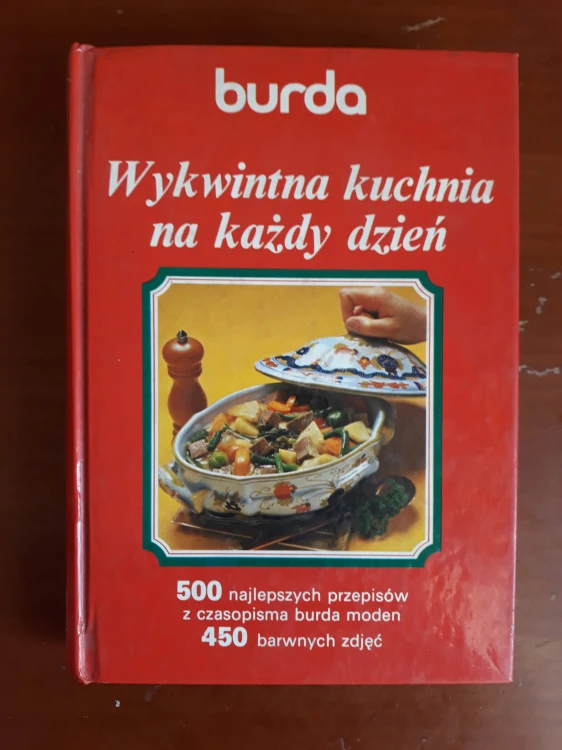 burda
Wykwintna kuchnia
na każdy dzień
500 najlepszych przepisów
z czasopisma burda moden
450 barwnych zdjęć